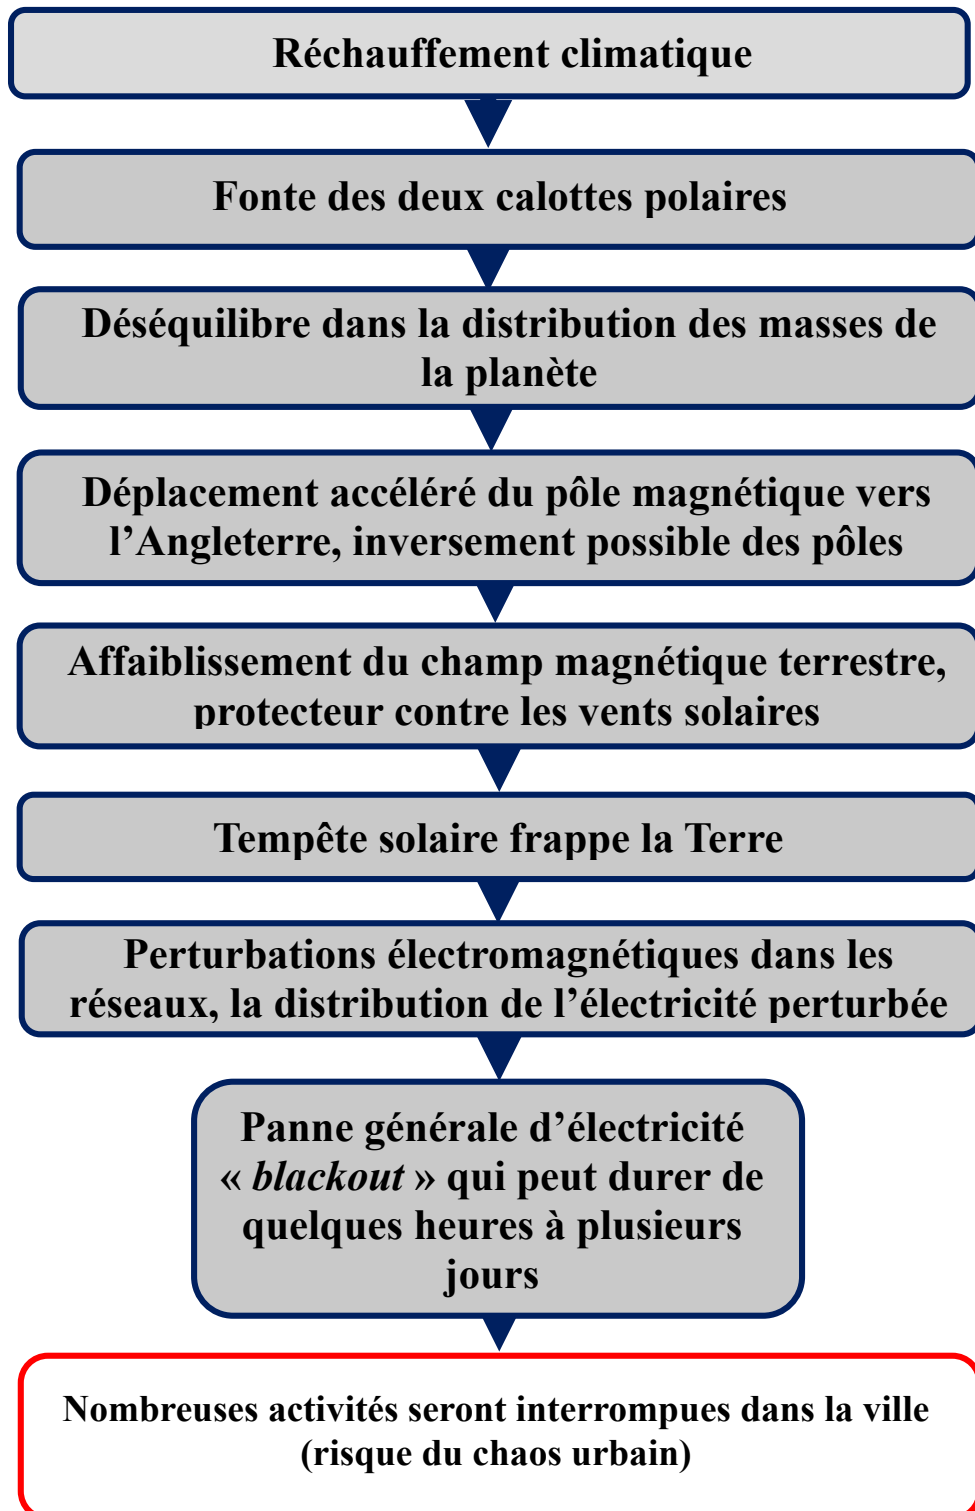 Réchauffement climatique
Fonte des deux calottes polaires
Déséquilibre dans la distribution des masses de
la planète
Déplacement accéléré du pôle magnétique vers
l’Angleterre, inversement possible des pôles
Affaiblissement du champ magnétique terrestre,
protecteur contre les vents solaires
Tempête solaire frappe la Terre
Perturbations électromagnétiques dans les
réseaux, la distribution de l’électricité perturbée
Panne générale d’électricité
« blackout » qui peut durer de
quelques heures à plusieurs
jours
Nombreuses activités seront interrompues dans la ville
(risque du chaos urbain)